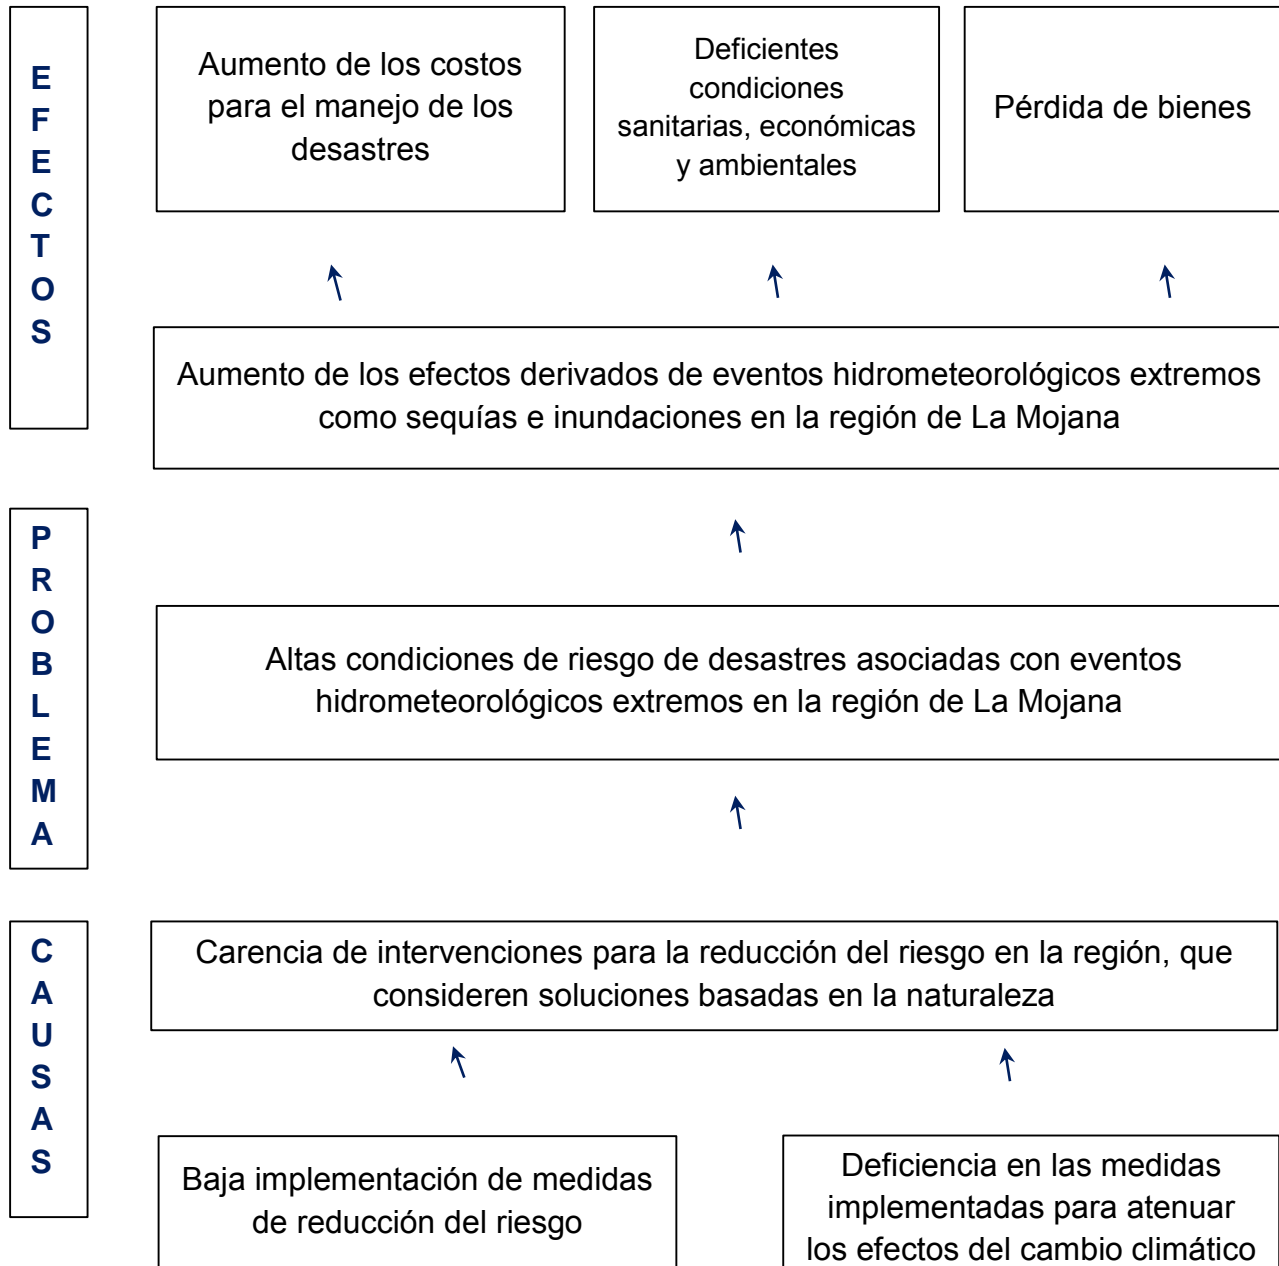 EFECTOS
Aumento de los costos
para el manejo de los
desastres
Deficientes
condiciones
sanitarias, económicas
y ambientales
Pérdida de bienes
Aumento de los efectos derivados de eventos hidrometeorológicos extremos
como sequías e inundaciones en la región de La Mojana
PROBLEMA
Altas condiciones de riesgo de desastres asociadas con eventos
hidrometeorológicos extremos en la región de La Mojana
CAUSAS
Carencia de intervenciones para la reducción del riesgo en la región, que
consideren soluciones basadas en la naturaleza
Baja implementación de medidas
de reducción del riesgo
Deficiencia en las medidas
implementadas para atenuar
los efectos del cambio climático